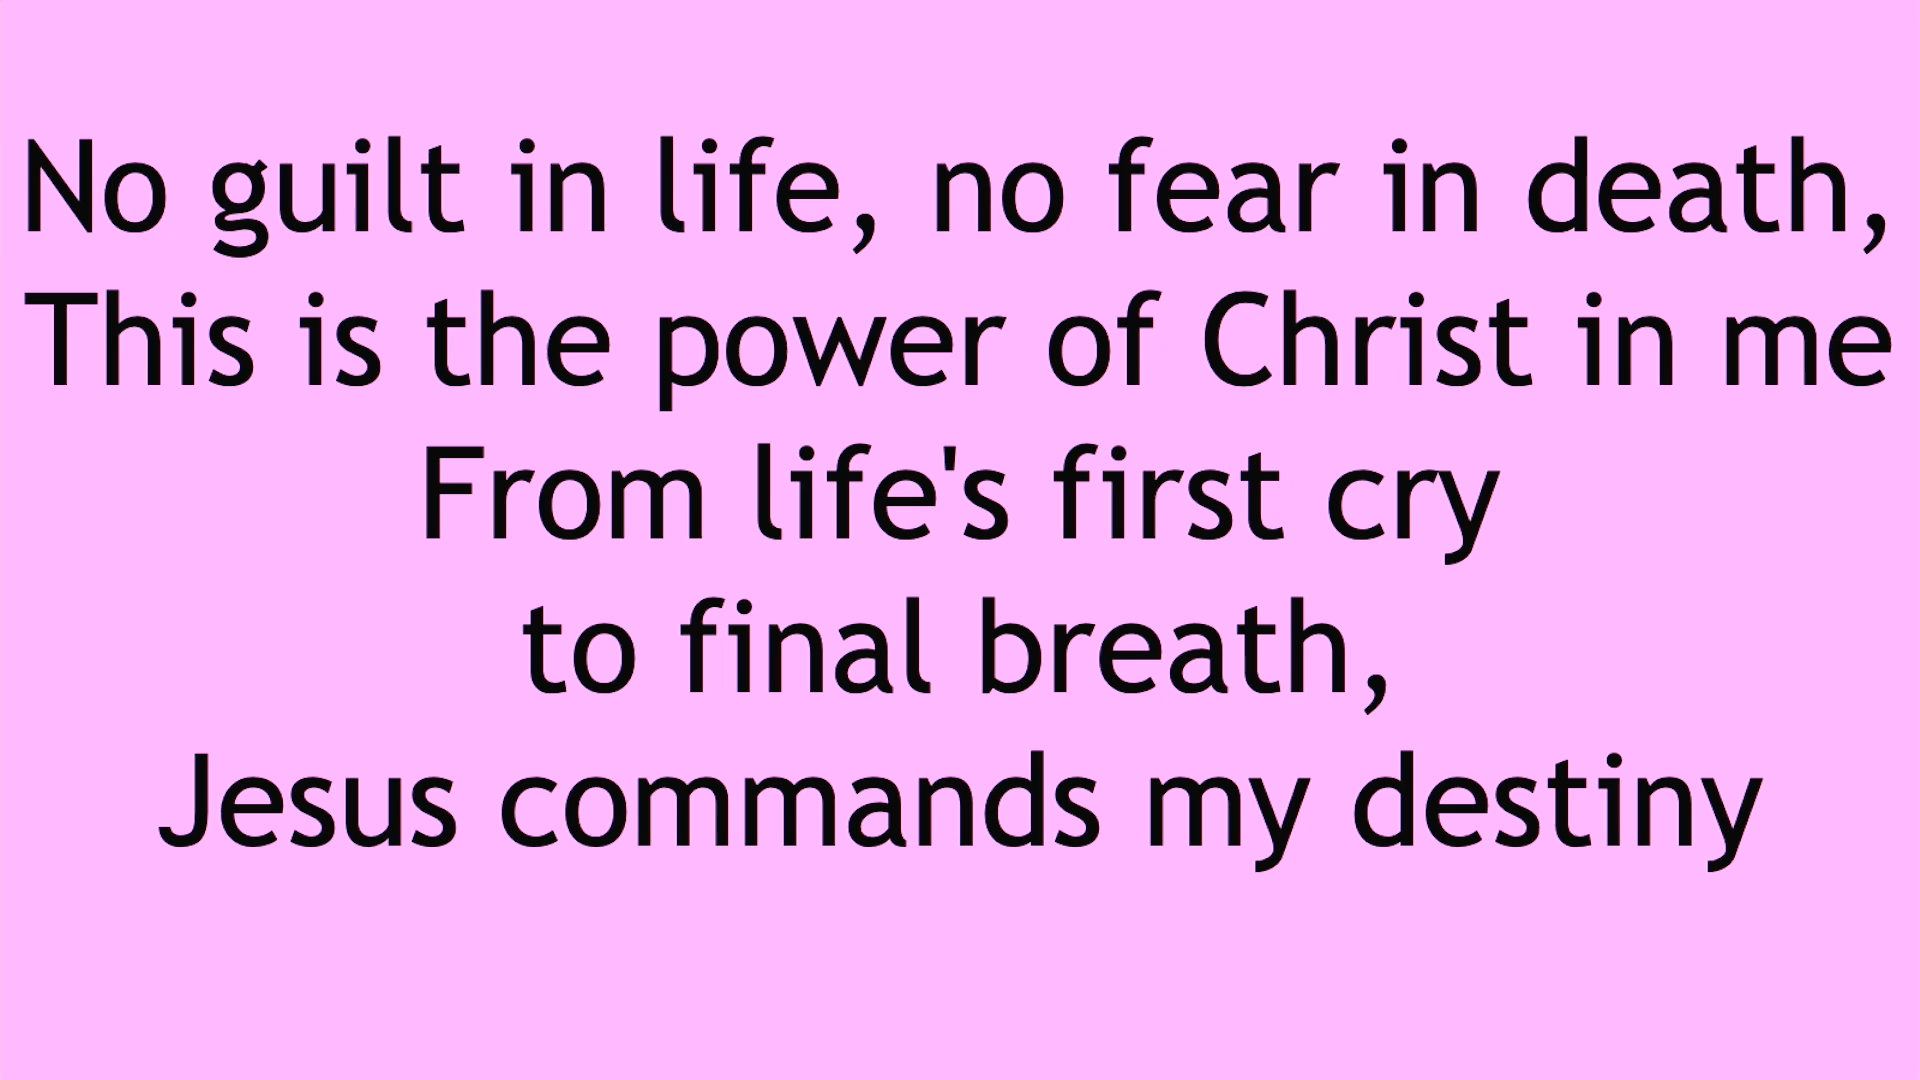 No guilt in life, no fear in death,
This is the power of Christ in me
From life's first cry
to final breath,
Jesus commands my destiny